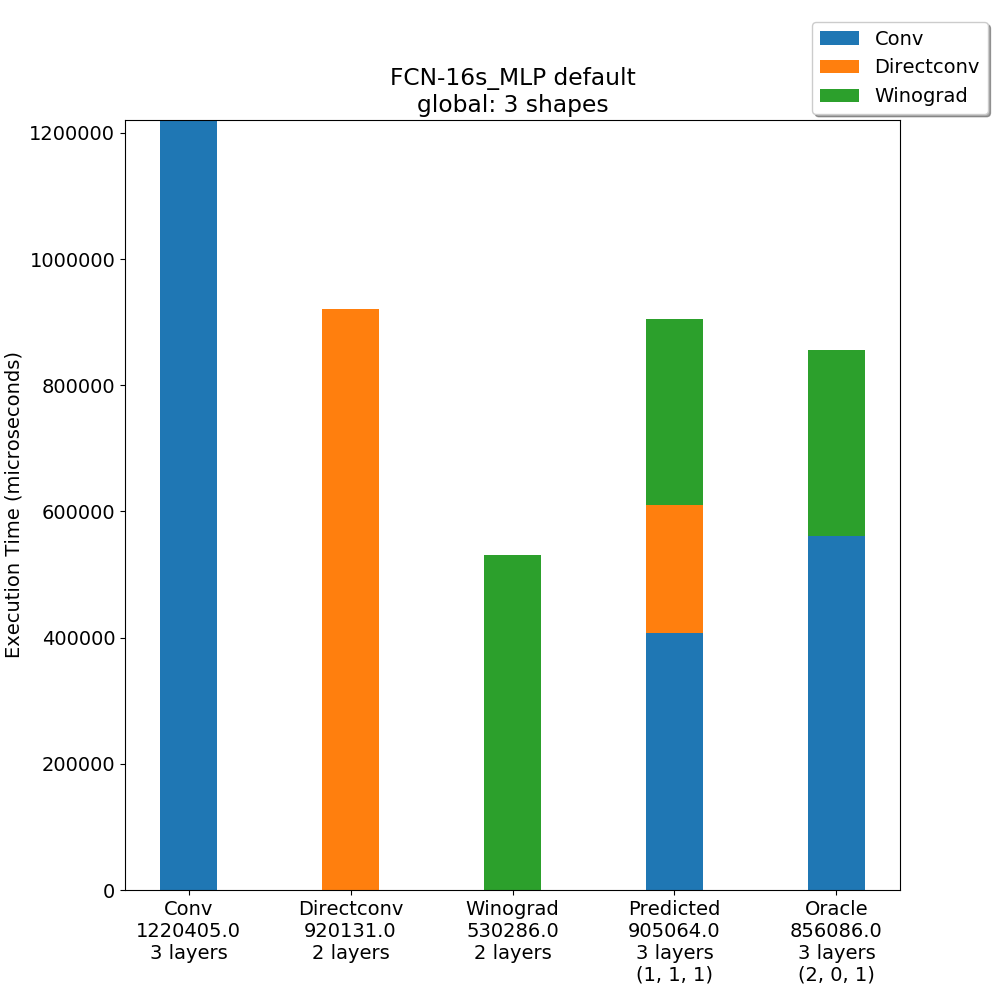 Conv
Directconv
Winograd
FCN-16s_MLP default
global: 3 shapes
Execution Time (microseconds)
1200000
1000000
800000
600000
400000
200000
0
Conv
1220405.0
3 layers
Directconv
920131.0
2 layers
Winograd
530286.0
2 layers
Predicted
905064.0
3 layers
(1, 1, 1)
Oracle
856086.0
3 layers
(2, 0, 1)